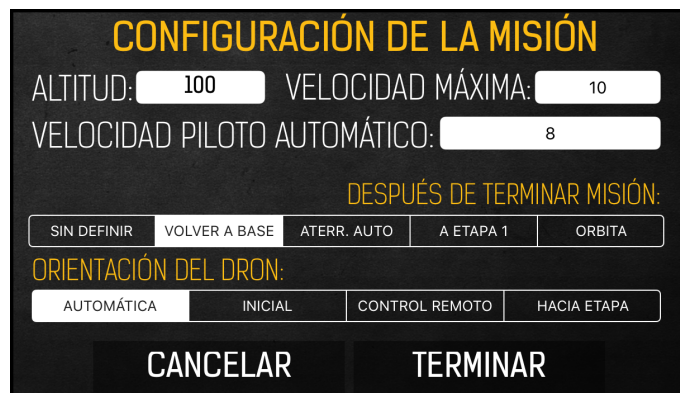 CONFIGURACIÓN DE LA MISIÓN
ALTITUD: 100 VELOCIDAD MÁXIMA: 10
VELOCIDAD PILOTO AUTOMÁTICO: 8
DESPUÉS DE TERMINAR MISIÓN:
SIN DEFINIR VOLVER A BASE ATERR. AUTO A ETAPA 1 ORBITA
ORIENTACIÓN DEL DRON:
AUTOMÁTICA INICIAL CONTROL REMOTO HACIA ETAPA
CANCELAR TERMINAR